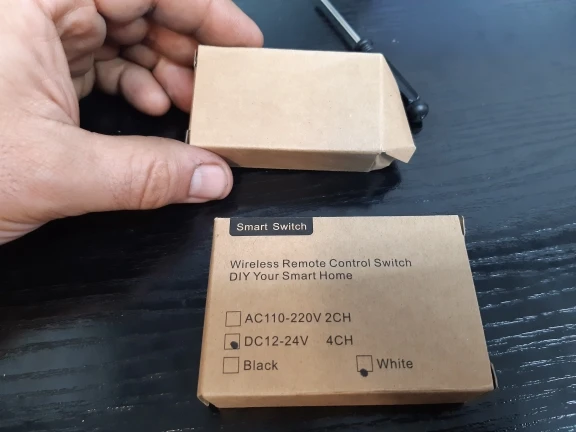 Smart Switch
Wireless Remote Control Switch
DIY Your Smart Home
AC110-220V 2CH
DC12-24V 4CH
Black White